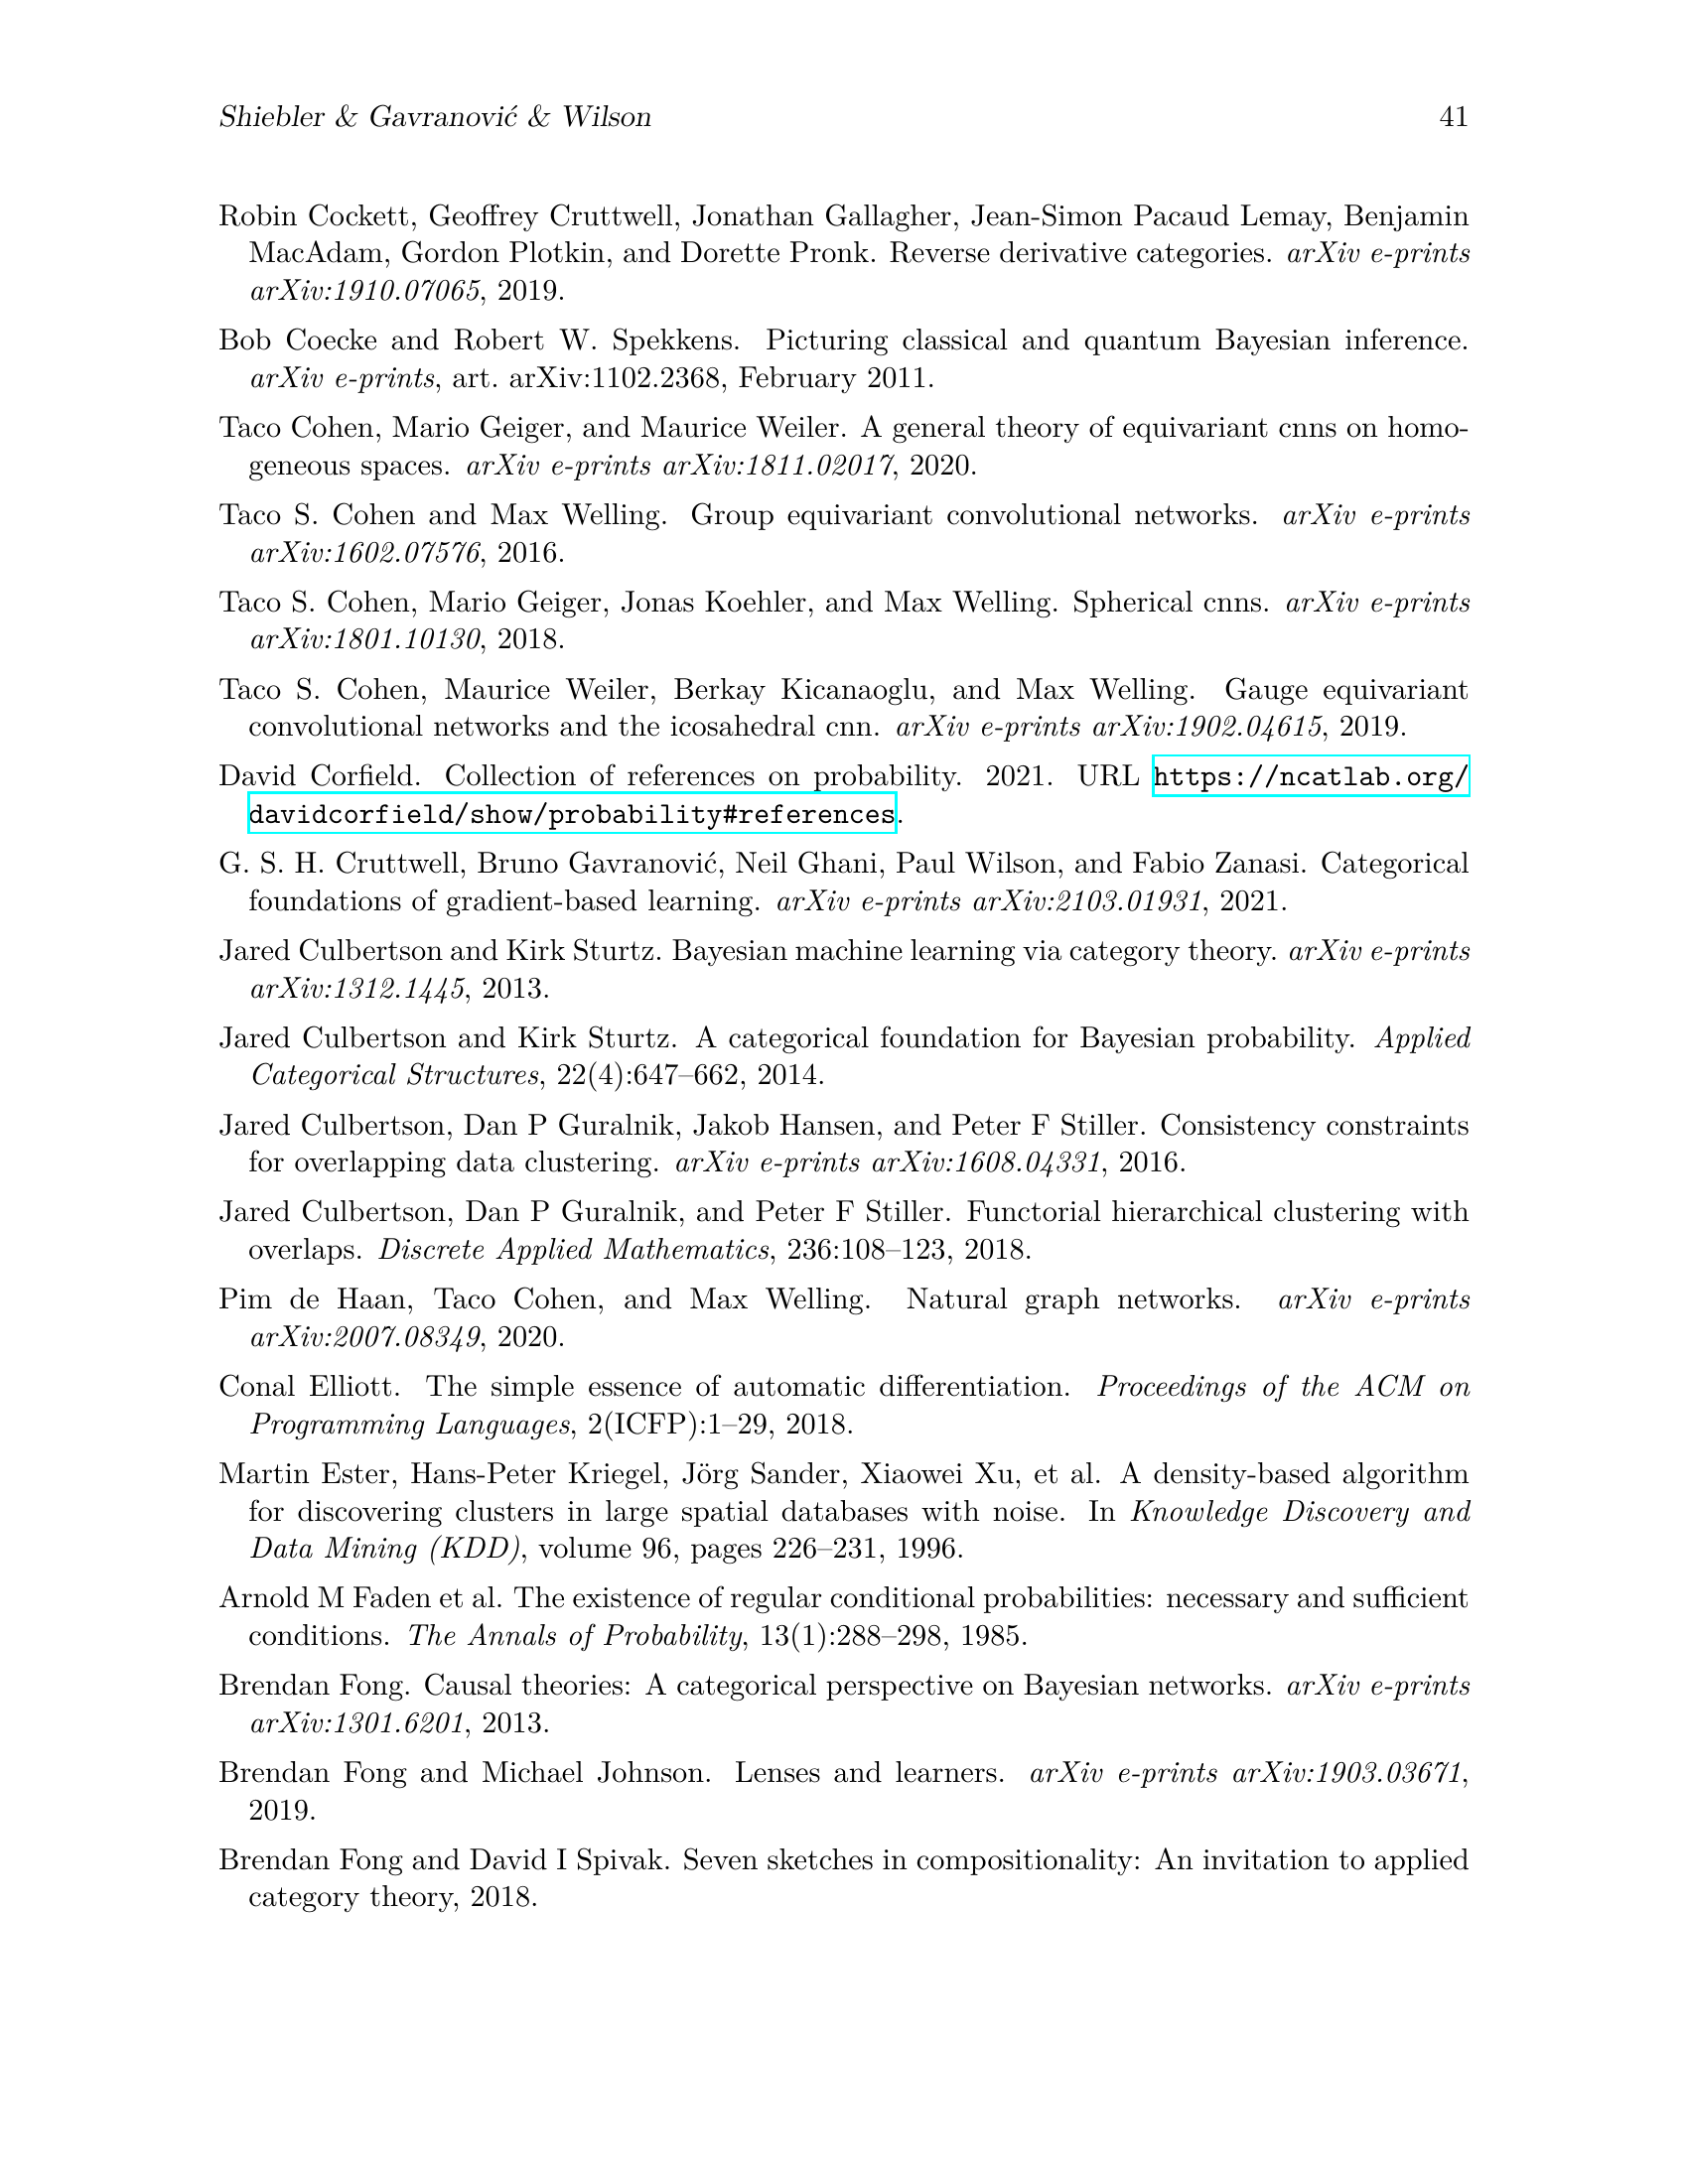 Shiebler & Gavranović & Wilson 41
Robin Cockett, Geoffrey Cruttwell, Jonathan Gallagher, Jean-Simon Pacaud Lemay, Benjamin
MacAdam, Gordon Plotkin, and Dorette Pronk. Reverse derivative categories. arXiv e-prints
arXiv:1910.07065, 2019.
Bob Coecke and Robert W. Spekkens. Picturing classical and quantum Bayesian inference.
arXiv e-prints, art. arXiv:1102.2368, February 2011.
Taco Cohen, Mario Geiger, and Maurice Weiler. A general theory of equivariant cnns on homo-
geneous spaces. arXiv e-prints arXiv:1811.02017, 2020.
Taco S. Cohen and Max Welling. Group equivariant convolutional networks. arXiv e-prints
arXiv:1602.07576, 2016.
Taco S. Cohen, Mario Geiger, Jonas Koehler, and Max Welling. Spherical cnns. arXiv e-prints
arXiv:1801.10130, 2018.
Taco S. Cohen, Maurice Weiler, Berkay Kicanaoglu, and Max Welling. Gauge equivariant
convolutional networks and the icosahedral cnn. arXiv e-prints arXiv:1902.04615, 2019.
David Corfield. Collection of references on probability. 2021. URL https://ncatlab.org/
davidcorfield/show/probability#references.
G. S. H. Cruttwell, Bruno Gavranović, Neil Ghani, Paul Wilson, and Fabio Zanasi. Categorical
foundations of gradient-based learning. arXiv e-prints arXiv:2103.01931, 2021.
Jared Culbertson and Kirk Sturtz. Bayesian machine learning via category theory. arXiv e-prints
arXiv:1312.1445, 2013.
Jared Culbertson and Kirk Sturtz. A categorical foundation for Bayesian probability. Applied
Categorical Structures, 22(4):647–662, 2014.
Jared Culbertson, Dan P Guralnik, Jakob Hansen, and Peter F Stiller. Consistency constraints
for overlapping data clustering. arXiv e-prints arXiv:1608.04331, 2016.
Jared Culbertson, Dan P Guralnik, and Peter F Stiller. Functorial hierarchical clustering with
overlaps. Discrete Applied Mathematics, 236:108–123, 2018.
Pim de Haan, Taco Cohen, and Max Welling. Natural graph networks. arXiv e-prints
arXiv:2007.08349, 2020.
Conal Elliott. The simple essence of automatic differentiation. Proceedings of the ACM on
Programming Languages, 2(ICFP):1–29, 2018.
Martin Ester, Hans-Peter Kriegel, Jörg Sander, Xiaowei Xu, et al. A density-based algorithm
for discovering clusters in large spatial databases with noise. In Knowledge Discovery and
Data Mining (KDD), volume 96, pages 226–231, 1996.
Arnold M Faden et al. The existence of regular conditional probabilities: necessary and sufficient
conditions. The Annals of Probability, 13(1):288–298, 1985.
Brendan Fong. Causal theories: A categorical perspective on Bayesian networks. arXiv e-prints
arXiv:1301.6201, 2013.
Brendan Fong and Michael Johnson. Lenses and learners. arXiv e-prints arXiv:1903.03671,
2019.
Brendan Fong and David I Spivak. Seven sketches in compositionality: An invitation to applied
category theory, 2018.